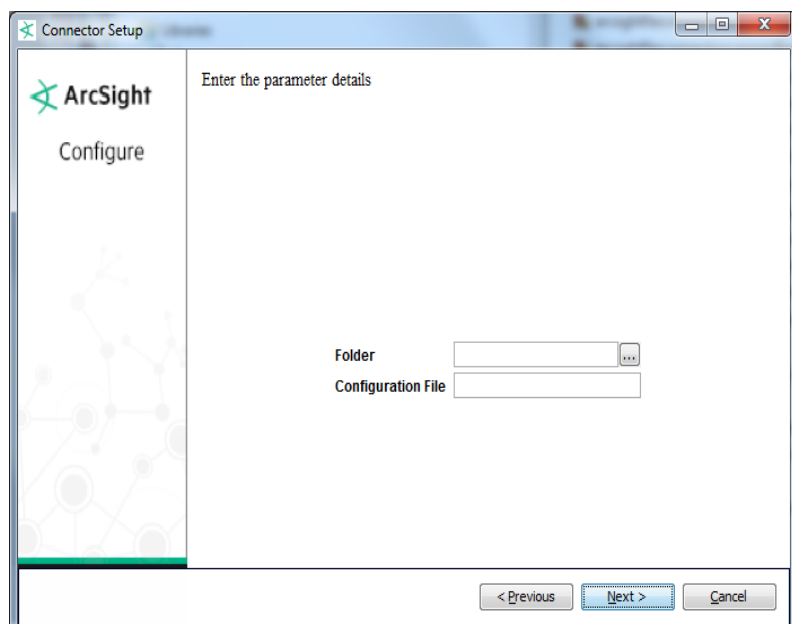 Connector Setup
ArcSight
Configure
Enter the parameter details
Folder
...
Configuration File
< Previous
Next >
Cancel